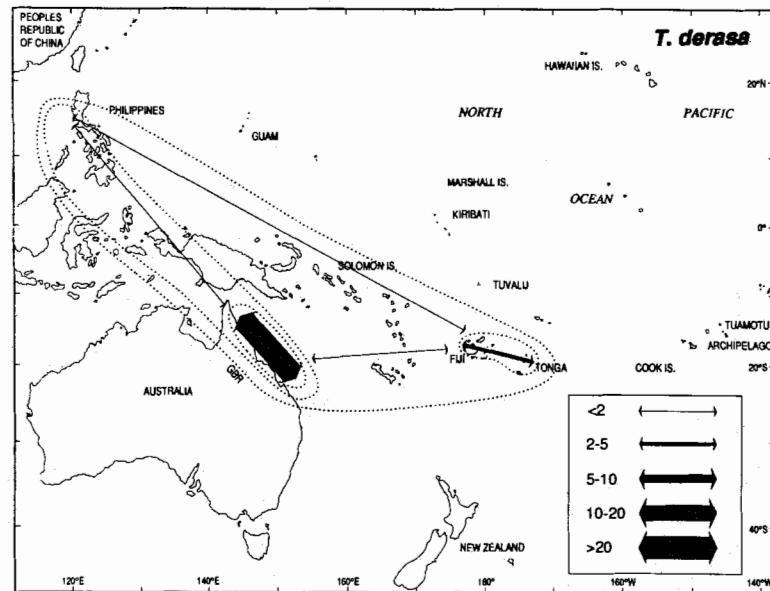 PEOPLES
REPUBLIC
OF CHINA
T. derasa
HAWAIIAN IS.
20°N
PHILIPPINES
NORTH
PACIFIC
GUAM
MARSHALL IS.
OCEAN
KIRIBATI
0°
SOLOMON IS.
TUVALU
TUAMOTU
ARCHIPELAGO
FIJI
TONGA
COOK IS.
20°S
GBR
AUSTRALIA
<2
2-5
5-10
10-20
>20
40°S
NEW ZEALAND
120°E
140°E
160°E
180°
160°W
140°W